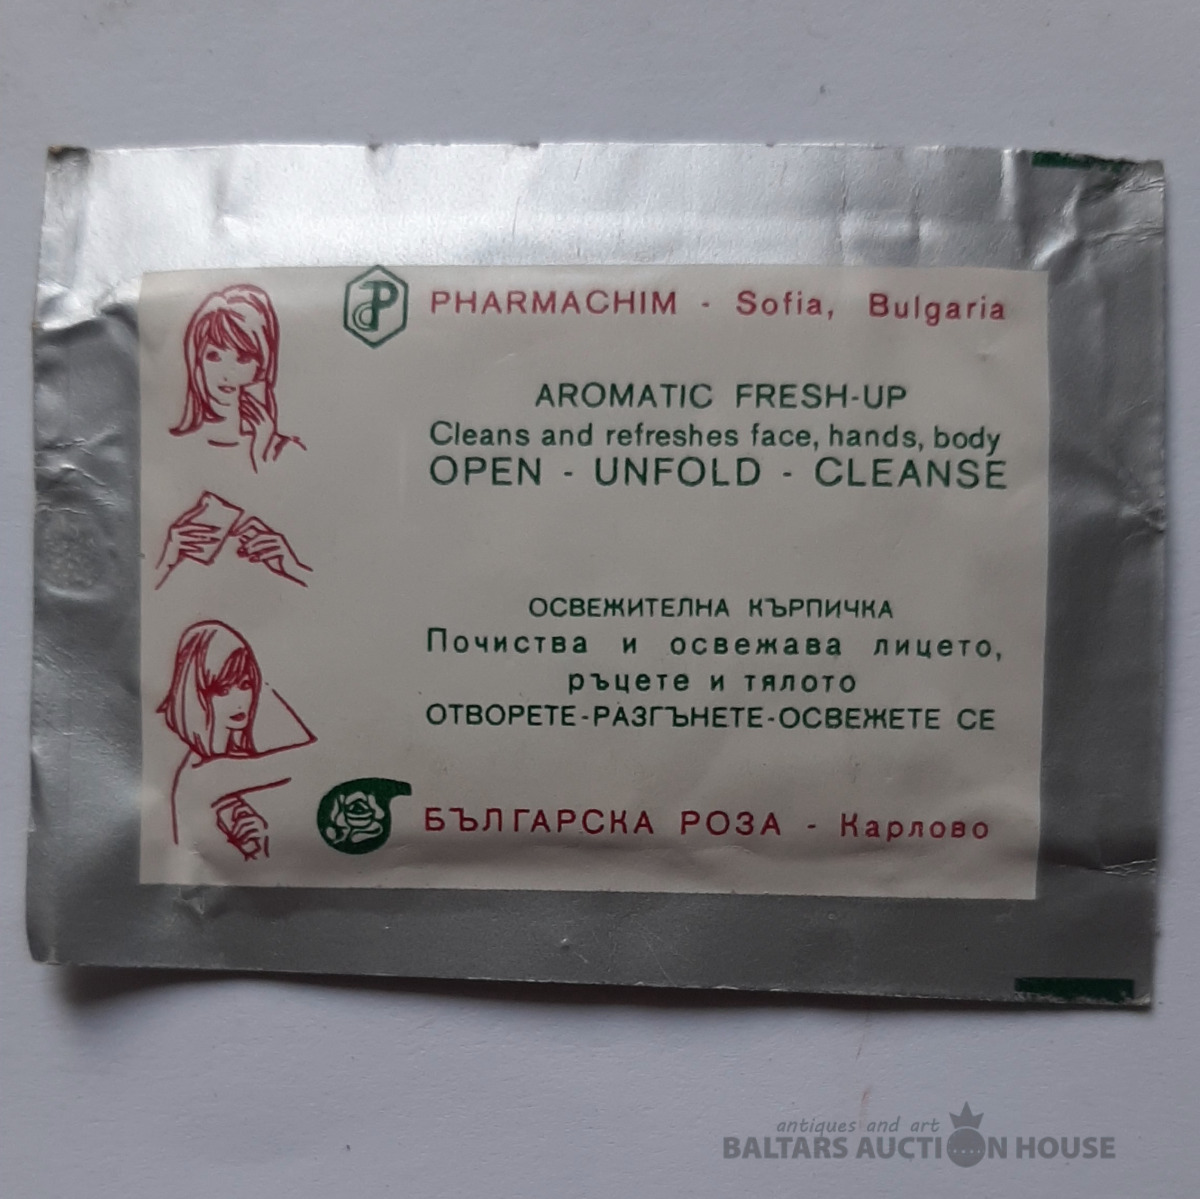 PHARMACHIM - Sofia, Bulgaria
AROMATIC FRESH-UP
Cleans and refreshes face, hands, body
OPEN - UNFOLD - CLEANSE
ОСВЕЖИТЕЛНА КЪРПИЧКА
Почиства и освежава лицето,
ръцете и тялото
ОТВОРЕТЕ-РАЗГЪНЕТЕ-ОСВЕЖЕТЕ СЕ
БЪЛГАРСКА РОЗА - Карлово
antiques and art
BALTARS AUCTION HOUSE